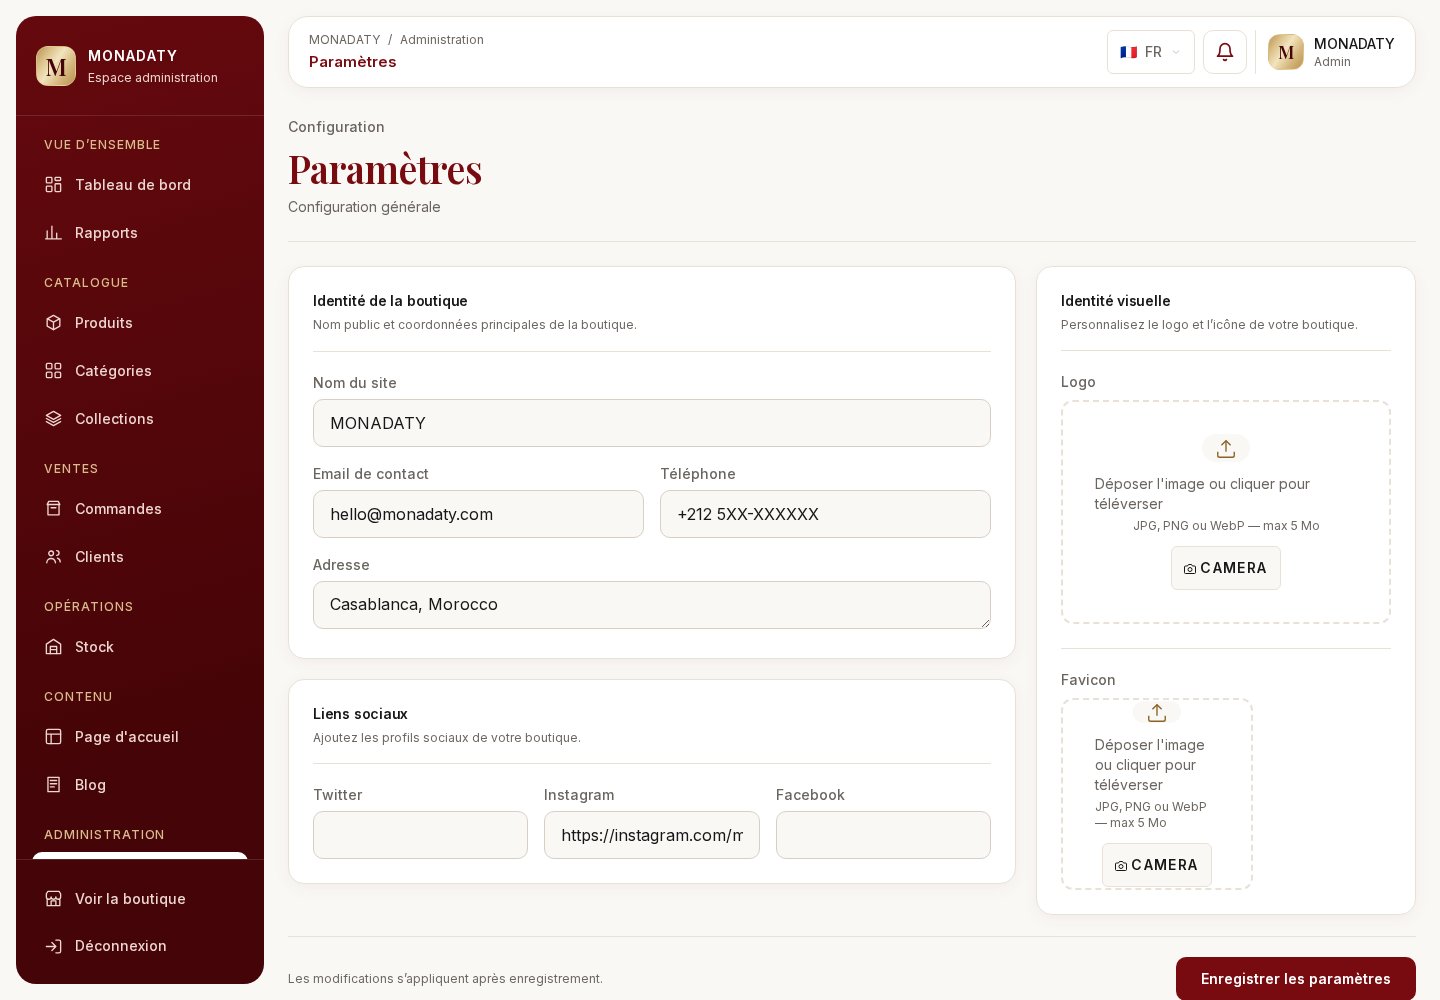 M
MONADATY
Espace administration
VUE D’ENSEMBLE
Tableau de bord
Rapports
CATALOGUE
Produits
Catégories
Collections
VENTES
Commandes
Clients
OPÉRATIONS
Stock
CONTENU
Page d'accueil
Blog
ADMINISTRATION
Voir la boutique
Déconnexion
MONADATY / Administration
Paramètres
FR
M
MONADATY
Admin
Configuration
Paramètres
Configuration générale
Identité de la boutique
Nom public et coordonnées principales de la boutique.
Nom du site
MONADATY
Email de contact
Téléphone
hello@monadaty.com
+212 5XX-XXXXXX
Adresse
Casablanca, Morocco
Liens sociaux
Ajoutez les profils sociaux de votre boutique.
Twitter
Instagram
Facebook
https://instagram.com/m
Identité visuelle
Personnalisez le logo et l’icône de votre boutique.
Logo
Déposer l'image ou cliquer pour
téléverser
JPG, PNG ou WebP — max 5 Mo
CAMERA
Favicon
Déposer l'image
ou cliquer pour
téléverser
JPG, PNG ou WebP
— max 5 Mo
CAMERA
Les modifications s’appliquent après enregistrement.
Enregistrer les paramètres